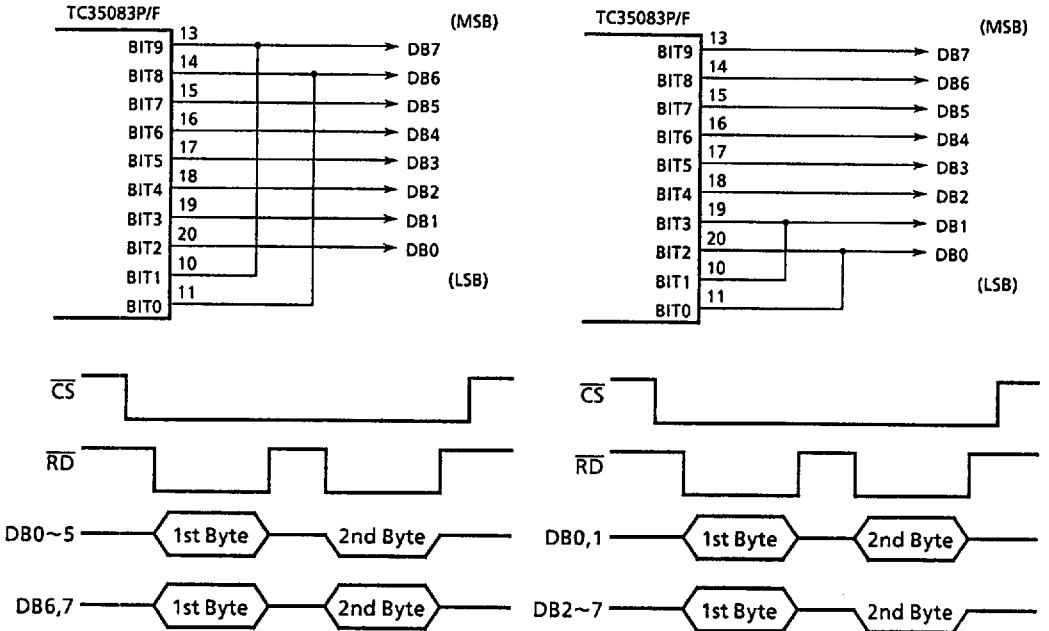 TC35083P/F
(MSB)
BIT9 13 DB7
BIT8 14 DB6
BIT7 15 DB5
BIT6 16 DB4
BIT5 17 DB3
BIT4 18 DB2
BIT3 19 DB1
BIT2 20 DB0
BIT1 10 (LSB)
BIT0 11
CS
RD
DB0~5 1st Byte 2nd Byte
DB6,7 1st Byte 2nd Byte
TC35083P/F
(MSB)
BIT9 13 DB7
BIT8 14 DB6
BIT7 15 DB5
BIT6 16 DB4
BIT5 17 DB3
BIT4 18 DB2
BIT3 19 DB1
BIT2 20 DB0
BIT1 10 (LSB)
BIT0 11
CS
RD
DB0,1 1st Byte 2nd Byte
DB2~7 1st Byte 2nd Byte